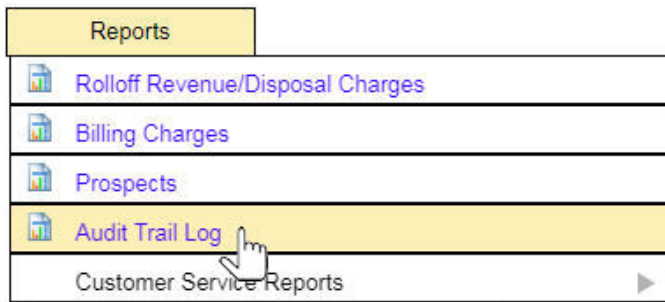 Reports
Rolloff Revenue/Disposal Charges
Billing Charges
Prospects
Audit Trail Log
Customer Service Reports